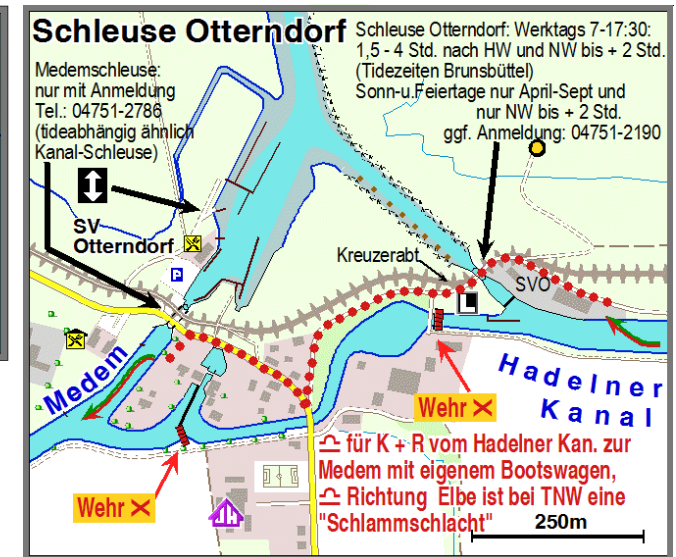 Schleuse Otterndorf
Schleuse Otterndorf: Werktags 7-17:30:
1,5 - 4 Std. nach HW und NW bis + 2 Std.
(Tidezeiten Brunsbüttel)
Sonn-u.Feiertage nur April-Sept und
nur NW bis + 2 Std.
ggf. Anmeldung: 04751-2190
Medemschleuse:
nur mit Anmeldung
Tel.: 04751-2786
(tideabhängig ähnlich
Kanal-Schleuse)
SV
Otterndorf
P
Kreuzerabt.
SVO
Medem
Hadelner
Kanal
Wehr
Wehr
für K + R vom Hadelner Kan. zur
Medem mit eigenem Bootswagen,
Richtung Elbe ist bei TNW eine
"Schlammschlacht"
250m